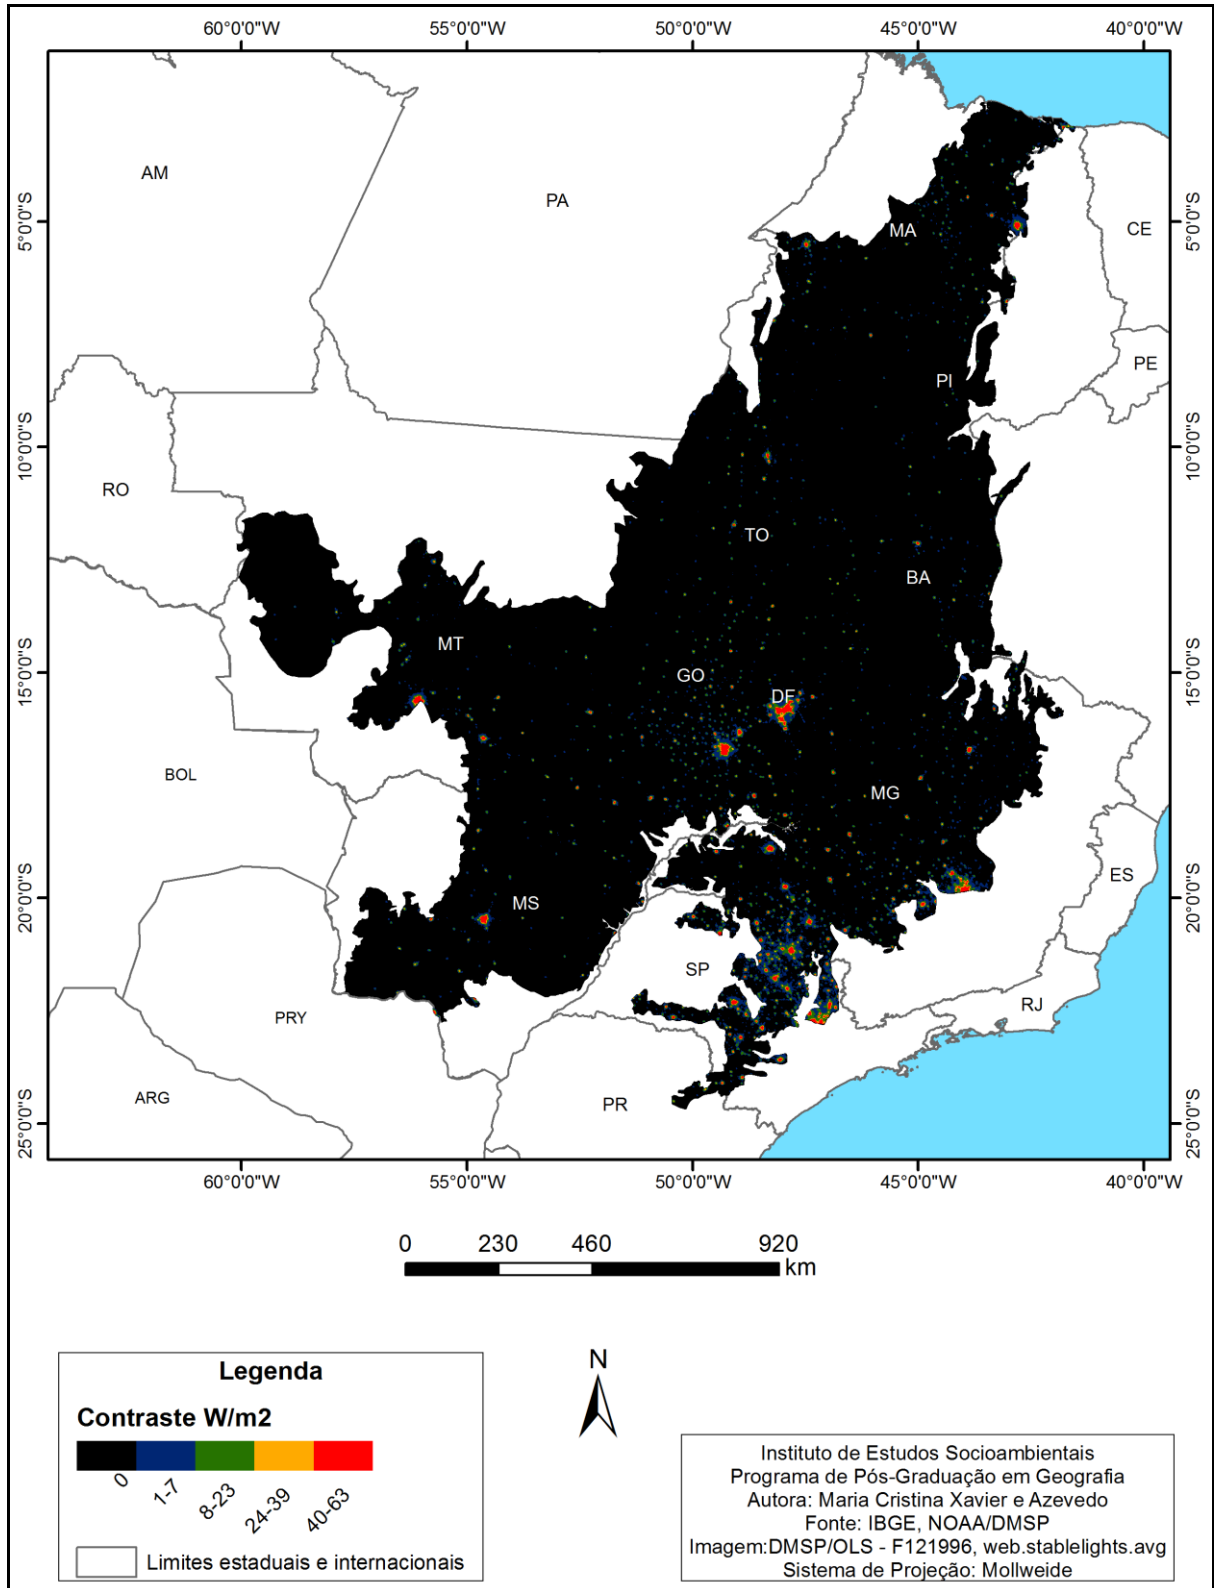 60°0'0"W 55°0'0"W 50°0'0"W 45°0'0"W 40°0'0"W
AM
PA
5°0'0"S
MA
CE
5°0'0"S
PE
PI
10°0'0"S
10°0'0"S
RO
TO
BA
MT
15°0'0"S
GO
DF
15°0'0"S
BOL
MG
ES
20°0'0"S
MS
20°0'0"S
SP
RJ
PRY
ARG
PR
25°0'0"S
25°0'0"S
60°0'0"W 55°0'0"W 50°0'0"W 45°0'0"W 40°0'0"W
0 230 460 920
km
N
Legenda
Contraste W/m2
0 1-7 8-23 24-39 40-63
Limites estaduais e internacionais
Instituto de Estudos Socioambientais
Programa de Pós-Graduação em Geografia
Autora: Maria Cristina Xavier e Azevedo
Fonte: IBGE, NOAA/DMSP
Imagem:DMSP/OLS - F121996, web.stablelights.avg
Sistema de Projeção: Mollweide